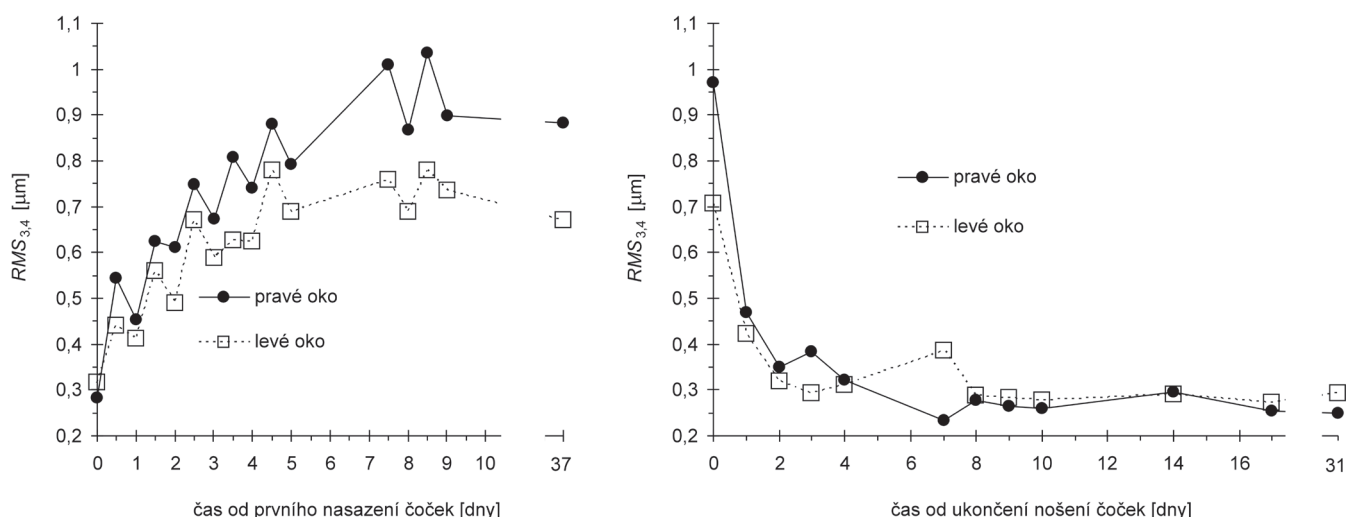 1,1
1
0,9
0,8
0,7
0,6
0,5
0,4
0,3
0,2
RMS3,4 [µm]
pravé oko
levé oko
0 1 2 3 4 5 6 7 8 9 10 37
čas od prvního nasazení čoček [dny]
1,1
1
0,9
0,8
0,7
0,6
0,5
0,4
0,3
0,2
RMS3,4 [µm]
pravé oko
levé oko
0 2 4 6 8 10 12 14 16 31
čas od ukončení nošení čoček [dny]